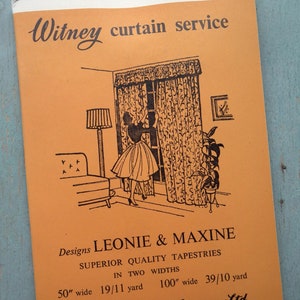 Witney curtain service
Designs LEONIE & MAXINE
SUPERIOR QUALITY TAPESTRIES
IN TWO WIDTHS
50" wide 19/11 yard 100" wide 39/10 yard
Ltd